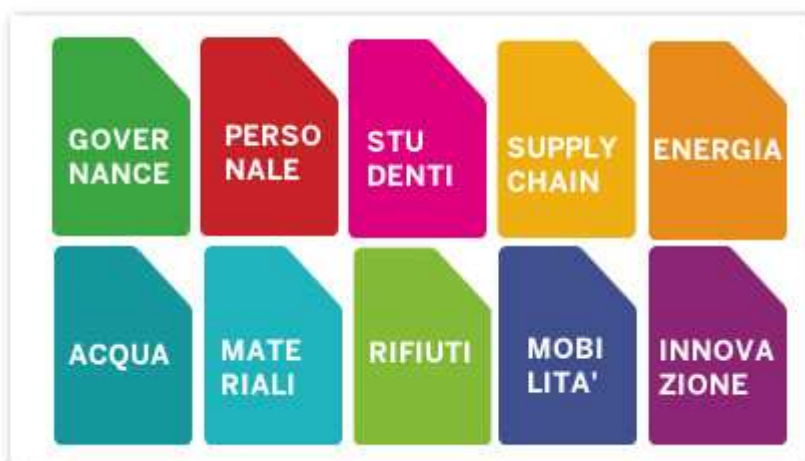 GOVER
NANCE
PERSO
NALE
STU
DENTI
SUPPLY
CHAIN
ENERGIA
ACQUA
MATE
RIALI
RIFIUTI
MOBI
LITA'
INNOVA
ZIONE